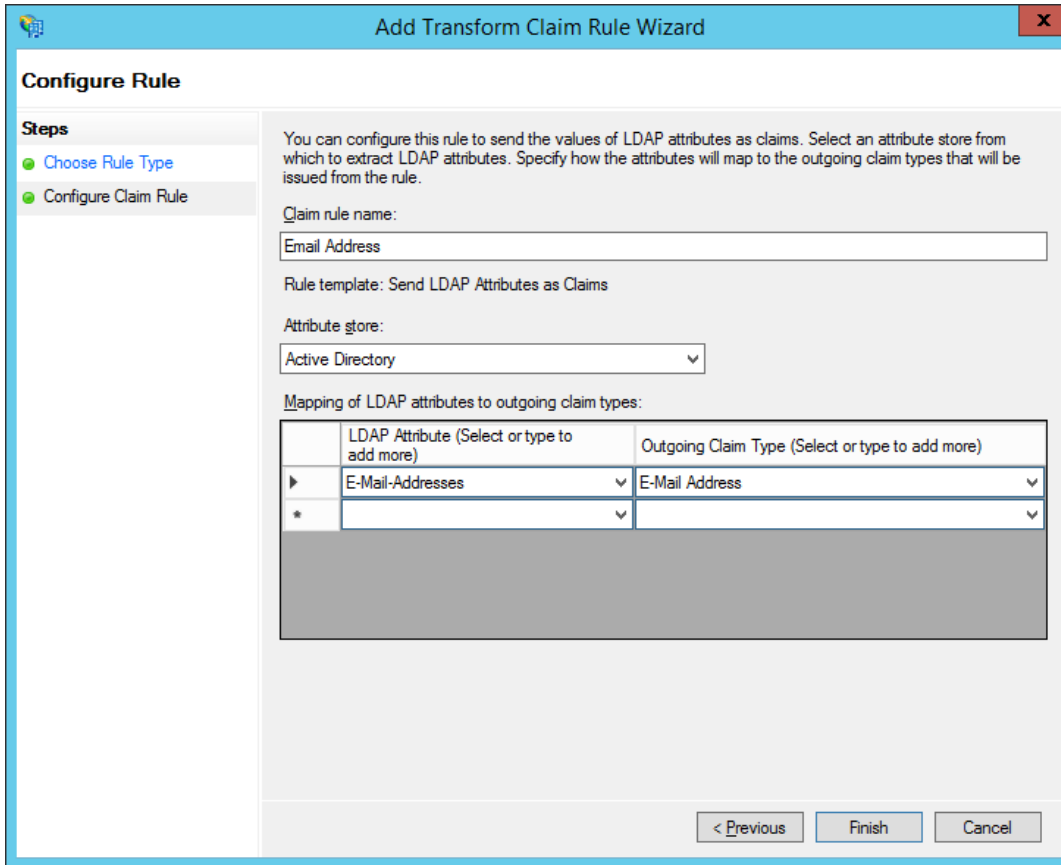 Add Transform Claim Rule Wizard
x
Configure Rule
Steps
Choose Rule Type
Configure Claim Rule
You can configure this rule to send the values of LDAP attributes as claims. Select an attribute store from
which to extract LDAP attributes. Specify how the attributes will map to the outgoing claim types that will be
issued from the rule.
Claim rule name:
Email Address
Rule template: Send LDAP Attributes as Claims
Attribute store:
Active Directory
Mapping of LDAP attributes to outgoing claim types:
LDAP Attribute (Select or type to
add more)
Outgoing Claim Type (Select or type to add more)
E-Mail-Addresses
E-Mail Address
*
< Previous
Finish
Cancel